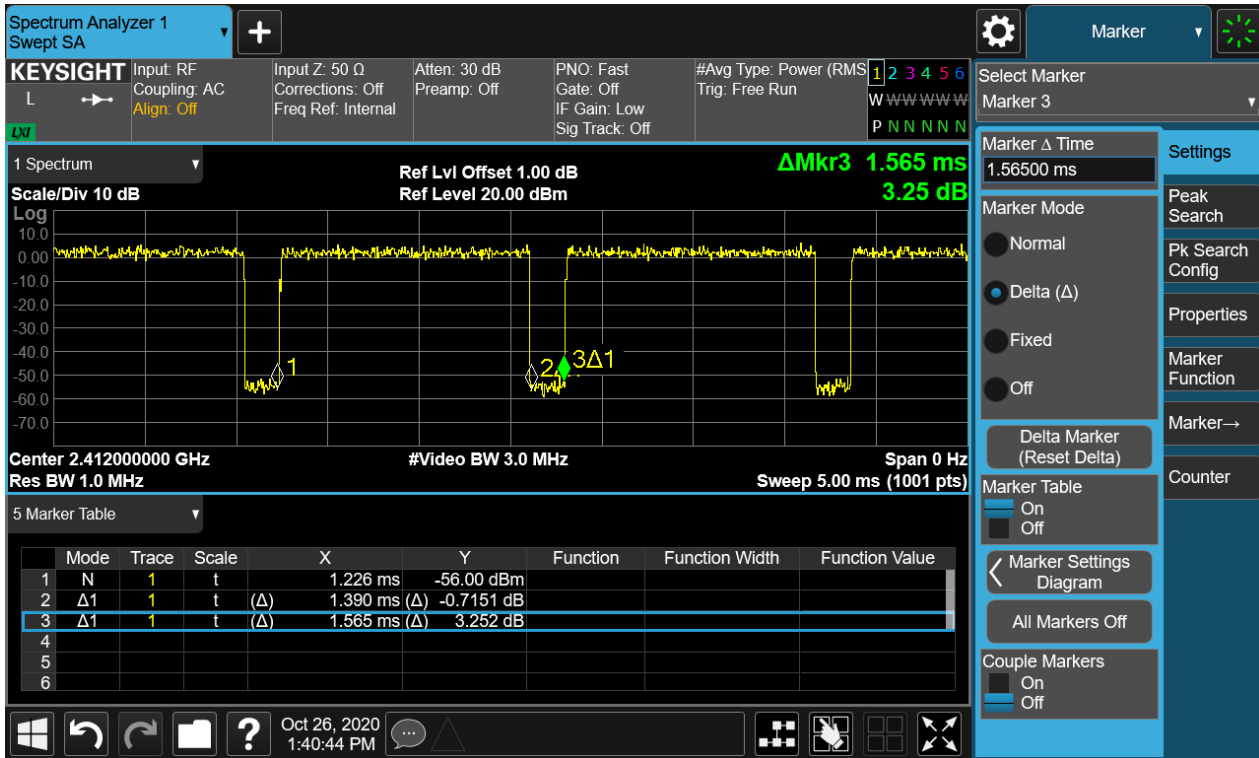 Spectrum Analyzer 1
Swept SA
+
Marker
KEYSIGHT
L
LXI
Input: RF
Coupling: AC
Align: Off
Input Z: 50 Ω
Corrections: Off
Freq Ref: Internal
Atten: 30 dB
Preamp: Off
PNO: Fast
Gate: Off
IF Gain: Low
Sig Track: Off
#Avg Type: Power (RMS
Trig: Free Run
1 2 3 4 5 6
W W W W W W
P N N N N N
1 Spectrum
Scale/Div 10 dB
Ref Lvl Offset 1.00 dB
Ref Level 20.00 dBm
ΔMkr3 1.565 ms
3.25 dB
Log
10.0
0.00
-10.0
-20.0
-30.0
-40.0
-50.0
-60.0
-70.0
1
2
3Δ1
Center 2.412000000 GHz
#Video BW 3.0 MHz
Span 0 Hz
Res BW 1.0 MHz
Sweep 5.00 ms (1001 pts)
5 Marker Table
Mode Trace Scale X Y Function Function Width Function Value
1 N 1 t 1.226 ms -56.00 dBm
2 Δ1 1 t (Δ) 1.390 ms (Δ) -0.7151 dB
3 Δ1 1 t (Δ) 1.565 ms (Δ) 3.252 dB
4
5
6
?
Oct 26, 2020
1:40:44 PM
Select Marker
Marker 3
Marker Δ Time
1.56500 ms
Marker Mode
Normal
Delta (Δ)
Fixed
Off
Delta Marker
(Reset Delta)
Marker Table
On
Off
Marker Settings
Diagram
All Markers Off
Couple Markers
On
Off
Settings
Peak
Search
Pk Search
Config
Properties
Marker
Function
Marker→
Counter